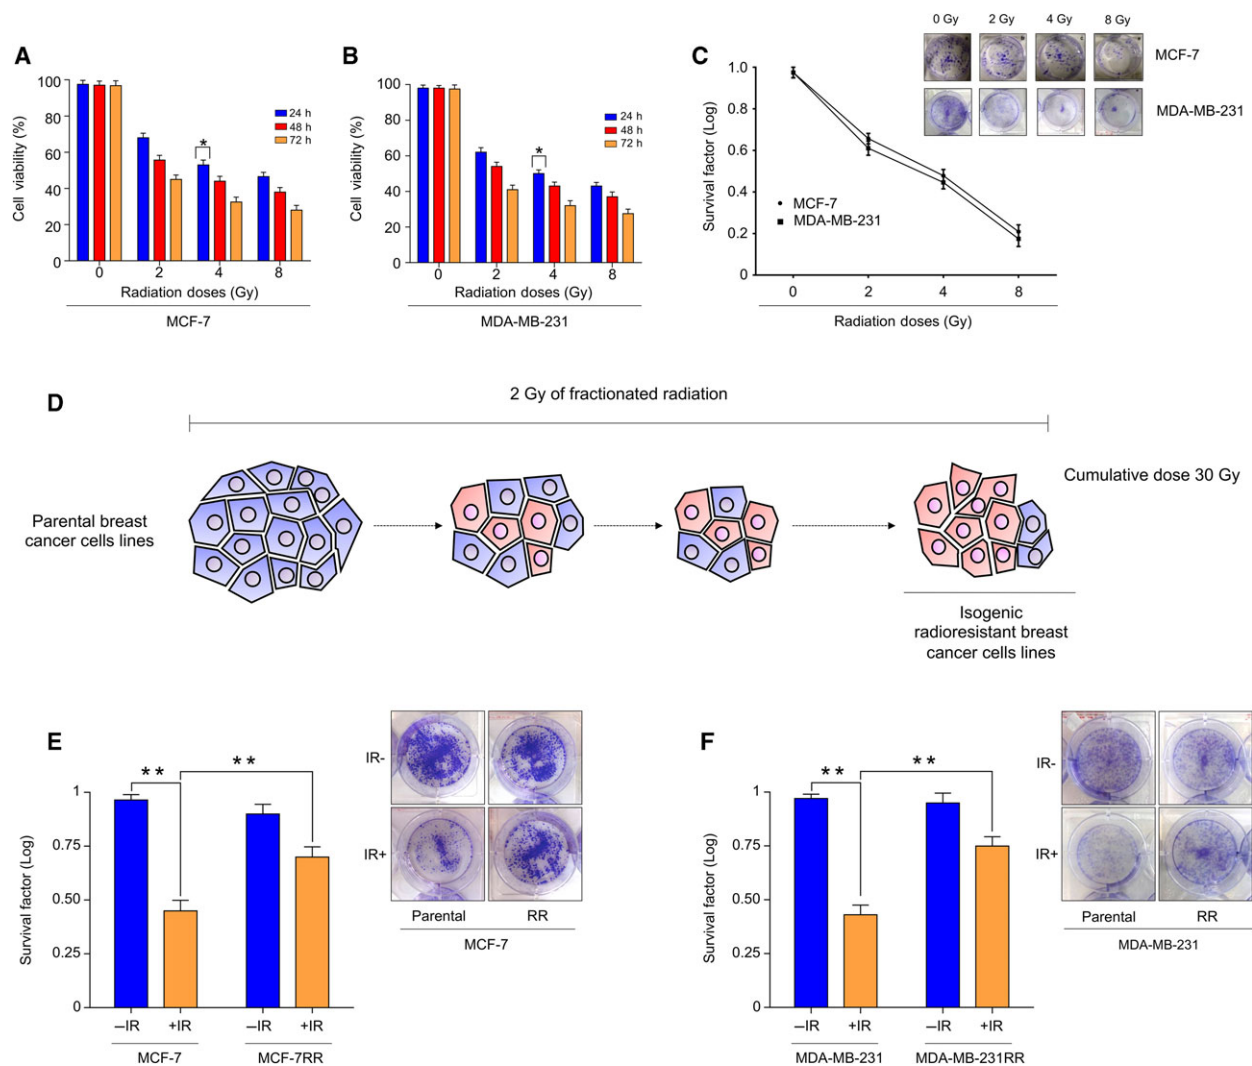 A
100
80
60
40
20
0
Cell viability (%)
24 h
48 h
72 h
*
0 2 4 8
Radiation doses (Gy)
MCF-7
B
100
80
60
40
20
0
Cell viability (%)
24 h
48 h
72 h
*
0 2 4 8
Radiation doses (Gy)
MDA-MB-231
C
0 Gy 2 Gy 4 Gy 8 Gy
MCF-7
MDA-MB-231
1.0
0.8
0.6
0.4
0.2
0
Survival factor (Log)
MCF-7
MDA-MB-231
0 2 4 8
Radiation doses (Gy)
D
2 Gy of fractionated radiation
Cumulative dose 30 Gy
Parental breast
cancer cells lines
Isogenic
radioresistant breast
cancer cells lines
E
1
0.75
0.50
0.25
0
Survival factor (Log)
** **
–IR +IR –IR +IR
MCF-7 MCF-7RR
IR-
IR+
Parental RR
MCF-7
F
1
0.75
0.50
0.25
0
Survival factor (Log)
** **
–IR +IR –IR +IR
MDA-MB-231 MDA-MB-231RR
IR-
IR+
Parental RR
MDA-MB-231